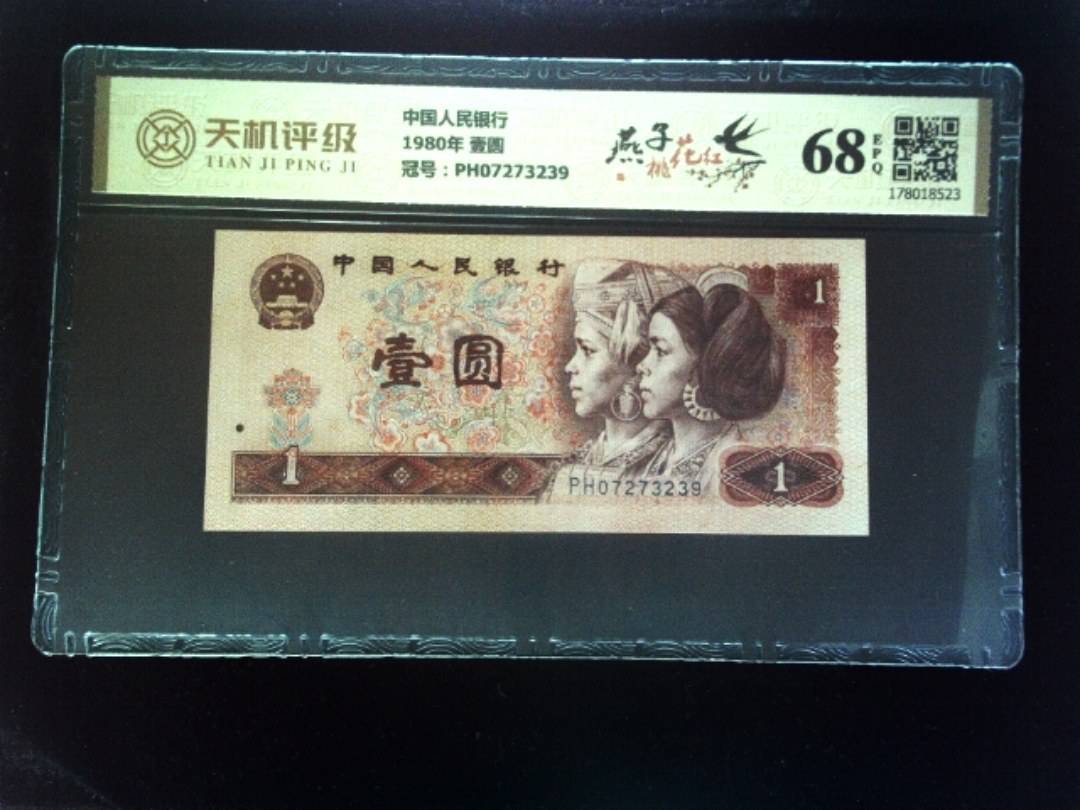 天机评级
TIAN JI PING JI
中国人民银行
1980年 壹圆
冠号：PH07273239
燕子
桃花红
68
EPQ
178018523
中国人民银行
1
壹圆
1
PH07273239
1